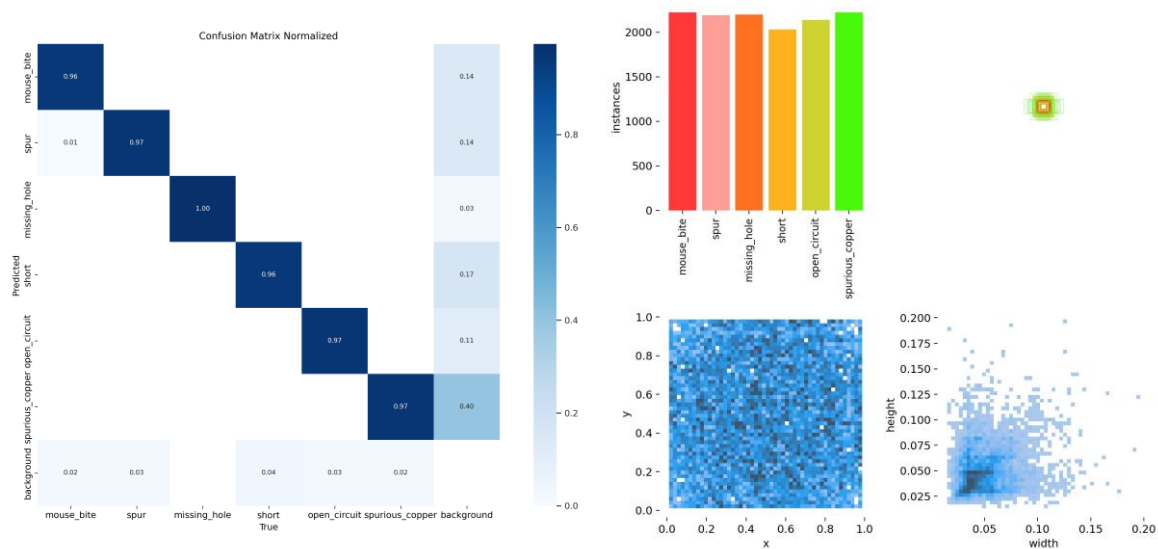 Confusion Matrix Normalized
mouse_bite
0.96
0.14
spur
0.01
0.97
0.14
missing_hole
1.00
0.03
Predicted
short
0.96
0.17
open_circuit
0.97
0.11
spurious_copper
0.97
0.40
background
0.02
0.03
0.04
0.03
0.02
mouse_bite spur missing_hole short open_circuit spurious_copper background
True
0.8
0.6
0.4
0.2
0.0
instances
2000
1500
1000
500
0
mouse_bite
spur
missing_hole
short
open_circuit
spurious_copper
y
1.0
0.8
0.6
0.4
0.2
0.0
0.0 0.2 0.4 0.6 0.8 1.0
x
height
0.200
0.175
0.150
0.125
0.100
0.075
0.050
0.025
0.05 0.10 0.15 0.20
width